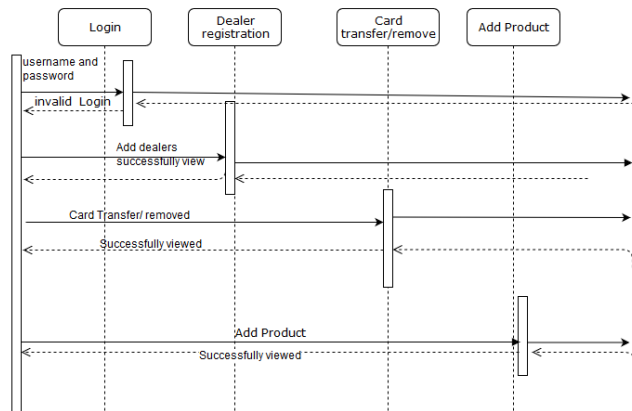 Login
Dealer
registration
Card
transfer/remove
Add Product
username and
password
invalid Login
Add dealers
successfully view
Card Transfer/ removed
Successfully viewed
Add Product
Successfully viewed